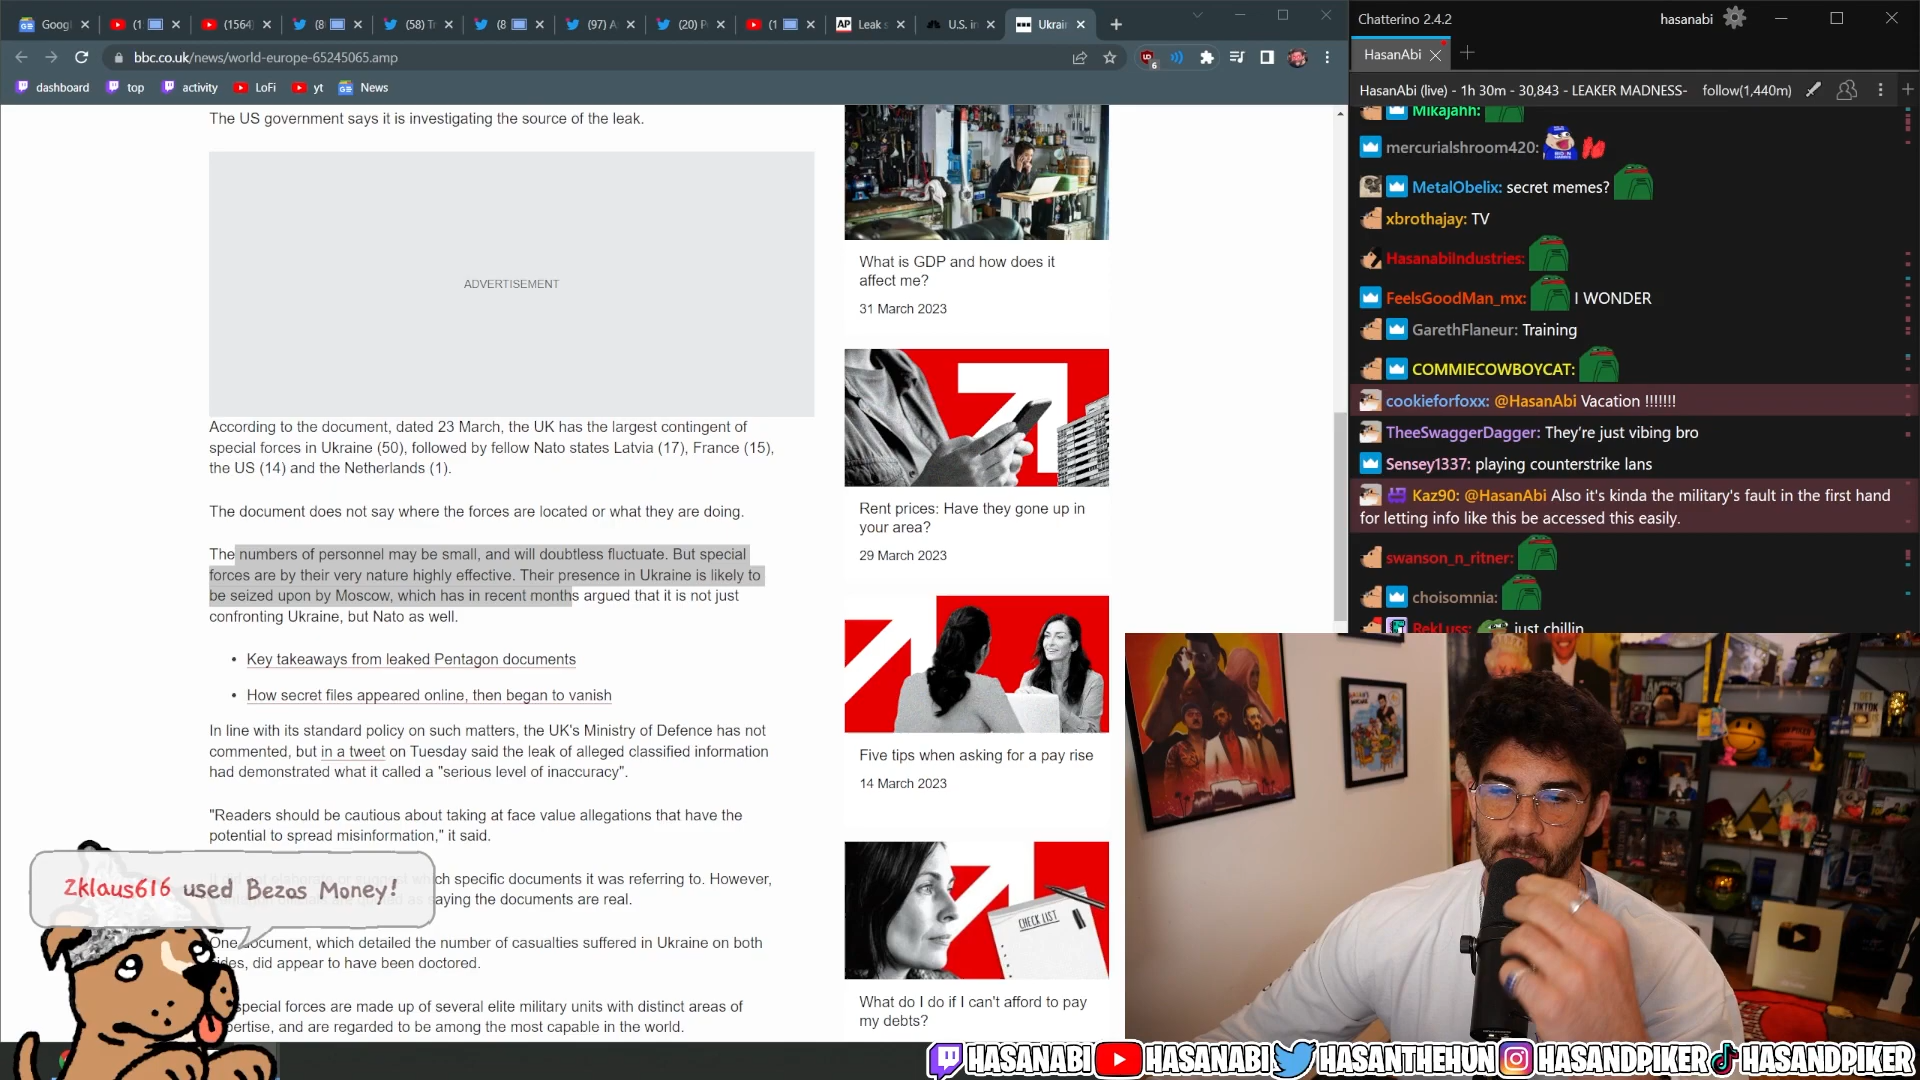 Googl
(1
(1564
(8
(58) T
(8
(97) A
(20) P
(1
AP Leak s
U.S. in
Ukrai
bbc.co.uk/news/world-europe-65245065.amp
6
dashboard
top
activity
LoFi
yt
News
The US government says it is investigating the source of the leak.
ADVERTISEMENT
According to the document, dated 23 March, the UK has the largest contingent of
special forces in Ukraine (50), followed by fellow Nato states Latvia (17), France (15),
the US (14) and the Netherlands (1).
The document does not say where the forces are located or what they are doing.
The numbers of personnel may be small, and will doubtless fluctuate. But special
forces are by their very nature highly effective. Their presence in Ukraine is likely to
be seized upon by Moscow, which has in recent months argued that it is not just
confronting Ukraine, but Nato as well.
• Key takeaways from leaked Pentagon documents
• How secret files appeared online, then began to vanish
In line with its standard policy on such matters, the UK's Ministry of Defence has not
commented, but in a tweet on Tuesday said the leak of alleged classified information
had demonstrated what it called a "serious level of inaccuracy".
"Readers should be cautious about taking at face value allegations that have the
potential to spread misinformation," it said.
ch specific documents it was referring to. However,
aying the documents are real.
One document, which detailed the number of casualties suffered in Ukraine on both
ides, did appear to have been doctored.
special forces are made up of several elite military units with distinct areas of
pertise, and are regarded to be among the most capable in the world.
zklaus616 used Bezos Money!
What is GDP and how does it
affect me?
31 March 2023
Rent prices: Have they gone up in
your area?
29 March 2023
Five tips when asking for a pay rise
14 March 2023
CHECK LIST
What do I do if I can't afford to pay
my debts?
Chatterino 2.4.2
hasanabi
HasanAbi
HasanAbi (live) - 1h 30m - 30,843 - LEAKER MADNESS-
follow(1,440m)
Mikajahh:
mercurialshroom420:
MetalObelix: secret memes?
xbrothajay: TV
HasanabiIndustries:
FeelsGoodMan_mx: I WONDER
GarethFlaneur: Training
COMMIECOWBOYCAT:
cookieforfoxx: @HasanAbi Vacation !!!!!!!
TheeSwaggerDagger: They're just vibing bro
Sensey1337: playing counterstrike lans
Kaz90: @HasanAbi Also it's kinda the military's fault in the first hand
for letting info like this be accessed this easily.
swanson_n_ritner:
choisomnia:
RekLuss: just chillin
HASANABI
HASANABI
HASANTHEHUN
HASANDPIKER
HASANDPIKER